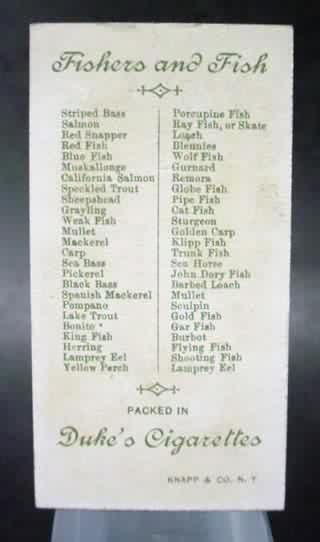 Fishers and Fish
Striped Bass
Salmon
Red Snapper
Red Fish
Blue Fish
Muskallonge
California Salmon
Speckled Trout
Sheepshead
Grayling
Weak Fish
Mullet
Mackerel
Carp
Sea Bass
Pickerel
Black Bass
Spanish Mackerel
Pompano
Lake Trout
Bonito
King Fish
Herring
Lamprey Eel
Yellow Perch
Porcupine Fish
Ray Fish, or Skate
Loach
Blennies
Wolf Fish
Gurnard
Remora
Globe Fish
Pipe Fish
Cat Fish
Sturgeon
Golden Carp
Klipp Fish
Trunk Fish
Sea Horse
John Dory Fish
Barbed Loach
Mullet
Sculpin
Gold Fish
Gar Fish
Burbot
Flying Fish
Shooting Fish
Lamprey Eel
PACKED IN
Duke's Cigarettes
KNAPP & CO. N. Y.